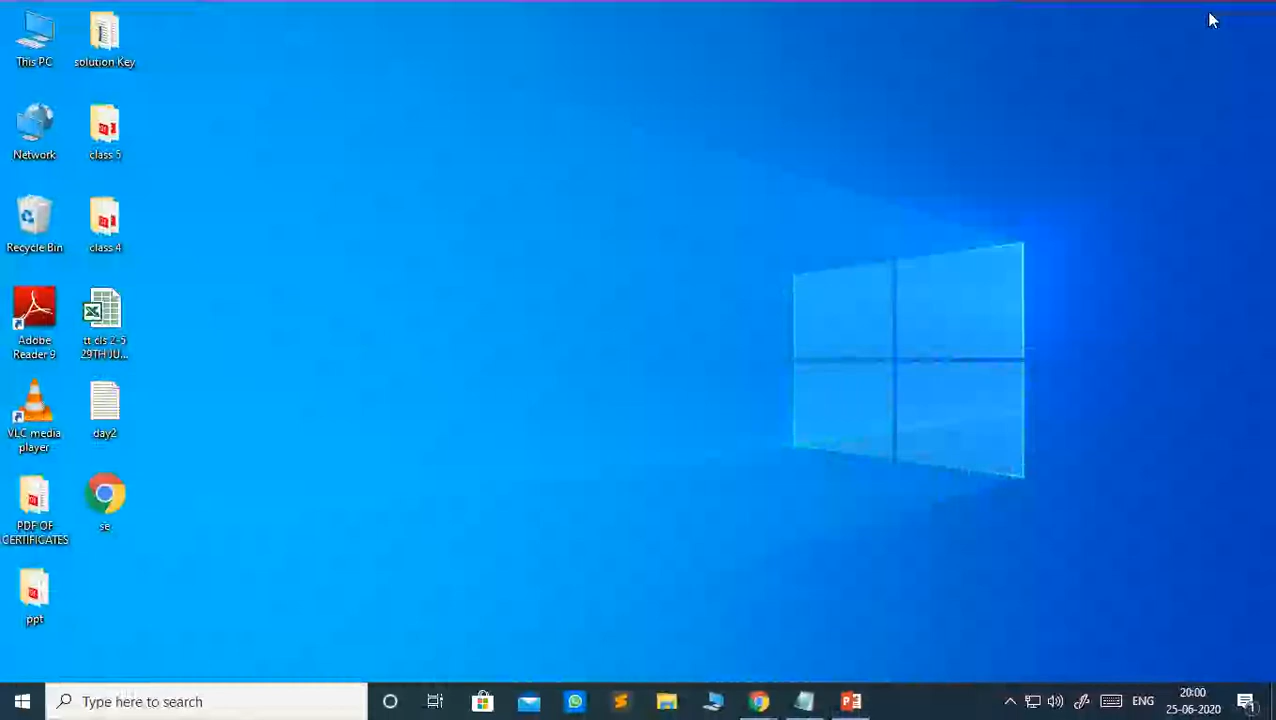 This PC
solution Key
Network
class 5
Recycle Bin
class 4
Adobe
Reader 9
tt cls 2-5
29TH JU...
VLC media
player
day2
PDF OF
CERTIFICATES
se
ppt
Type here to search
ENG
20:00
25-06-2020
1